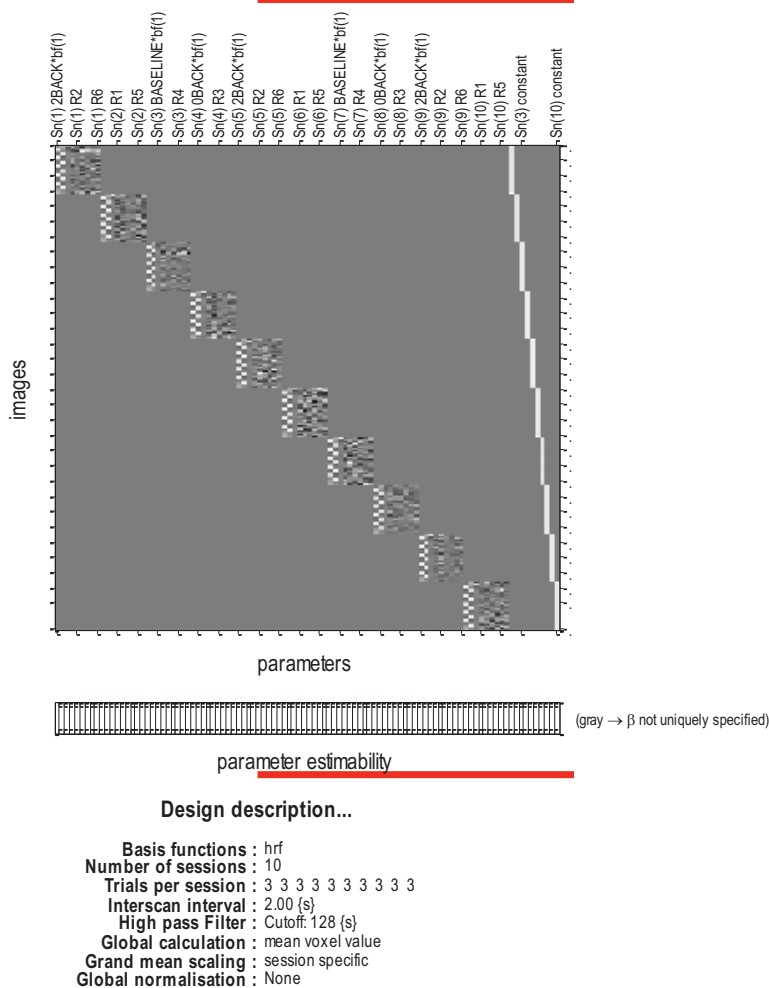 Sn(1) 2BACK*bf(1)
Sn(1) R2
Sn(1) R6
Sn(2) R1
Sn(2) R5
Sn(3) BASELINE*bf(1)
Sn(3) R4
Sn(4) 0BACK*bf(1)
Sn(4) R3
Sn(5) 2BACK*bf(1)
Sn(5) R2
Sn(5) R6
Sn(6) R1
Sn(6) R5
Sn(7) BASELINE*bf(1)
Sn(7) R4
Sn(8) 0BACK*bf(1)
Sn(8) R3
Sn(9) 2BACK*bf(1)
Sn(9) R2
Sn(9) R6
Sn(10) R1
Sn(10) R5
Sn(3) constant
Sn(10) constant
images
parameters
(gray → β not uniquely specified)
parameter estimability
Design description...
Basis functions : hrf
Number of sessions : 10
Trials per session : 3 3 3 3 3 3 3 3 3 3
Interscan interval : 2.00 {s}
High pass Filter : Cutoff: 128 {s}
Global calculation : mean voxel value
Grand mean scaling : session specific
Global normalisation : None